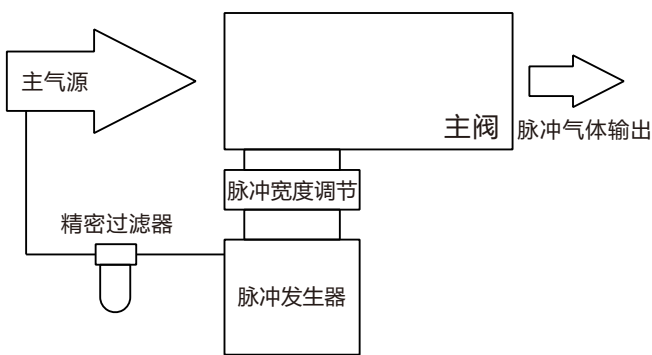 主气源
主阀
脉冲气体输出
脉冲宽度调节
精密过滤器
脉冲发生器